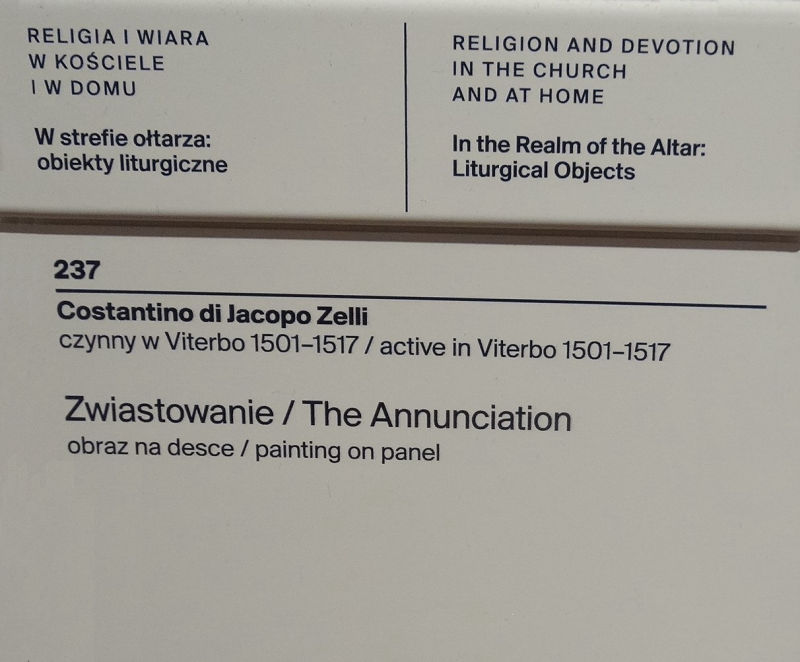 RELIGIA I WIARA
W KOŚCIELE
I W DOMU
W strefie ołtarza:
obiekty liturgiczne
RELIGION AND DEVOTION
IN THE CHURCH
AND AT HOME
In the Realm of the Altar:
Liturgical Objects
237
Costantino di Jacopo Zelli
czynny w Viterbo 1501–1517 / active in Viterbo 1501–1517
Zwiastowanie / The Annunciation
obraz na desce / painting on panel